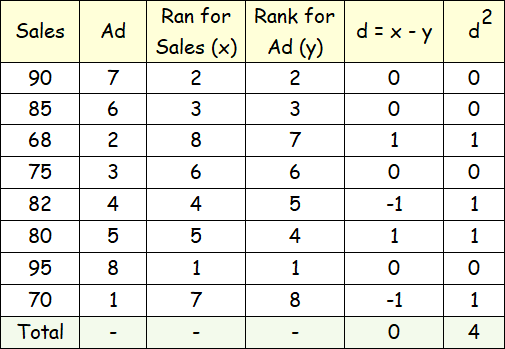 Sales Ad Ran for Sales (x) Rank for Ad (y) d = x - y d²
90 7 2 2 0 0
85 6 3 3 0 0
68 2 8 7 1 1
75 3 6 6 0 0
82 4 4 5 -1 1
80 5 5 4 1 1
95 8 1 1 0 0
70 1 7 8 -1 1
Total - - - 0 4